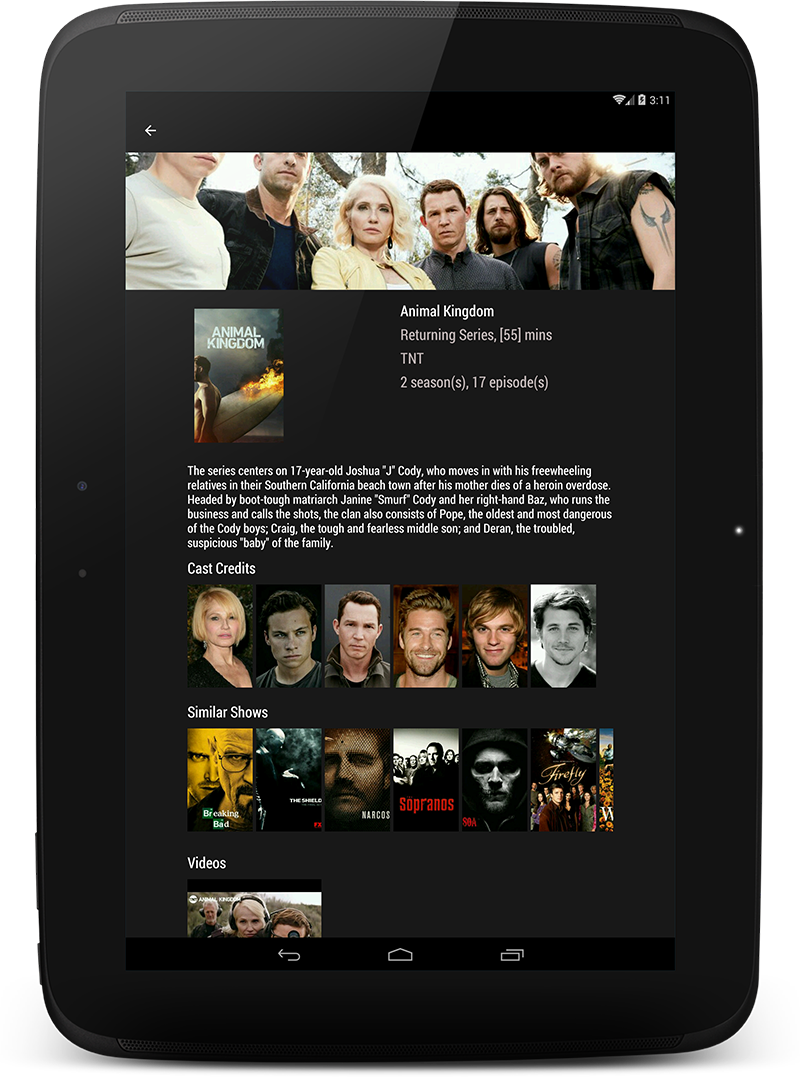 3:11
Animal Kingdom
ANIMAL
KINGDOM
Returning Series, [55] mins
TNT
2 season(s), 17 episode(s)
The series centers on 17-year-old Joshua "J" Cody, who moves in with his freewheeling
relatives in their Southern California beach town after his mother dies of a heroin overdose.
Headed by boot-tough matriarch Janine "Smurf" Cody and her right-hand Baz, who runs the
business and calls the shots, the clan also consists of Pope, the oldest and most dangerous
of the Cody boys; Craig, the tough and fearless middle son; and Deran, the troubled,
suspicious "baby" of the family.
Cast Credits
Similar Shows
Breaking
Bad
THE SHIELD
FX
NARCOS
The Sopranos
SOA
Firefly
W
Videos
TNT ANIMAL KINGDOM